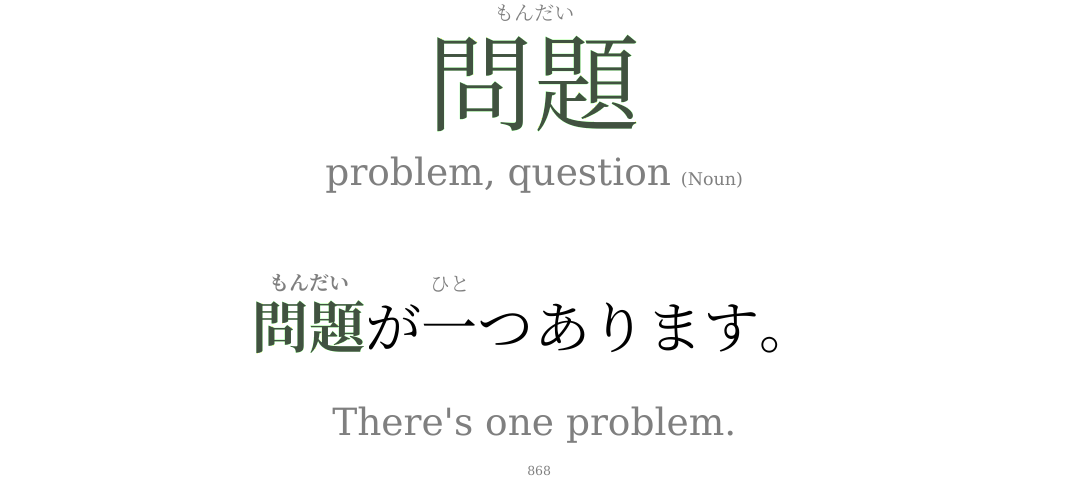 もんだい
問題
problem, question (Noun)
もんだい ひと
問題が一つあります。
There's one problem.
868